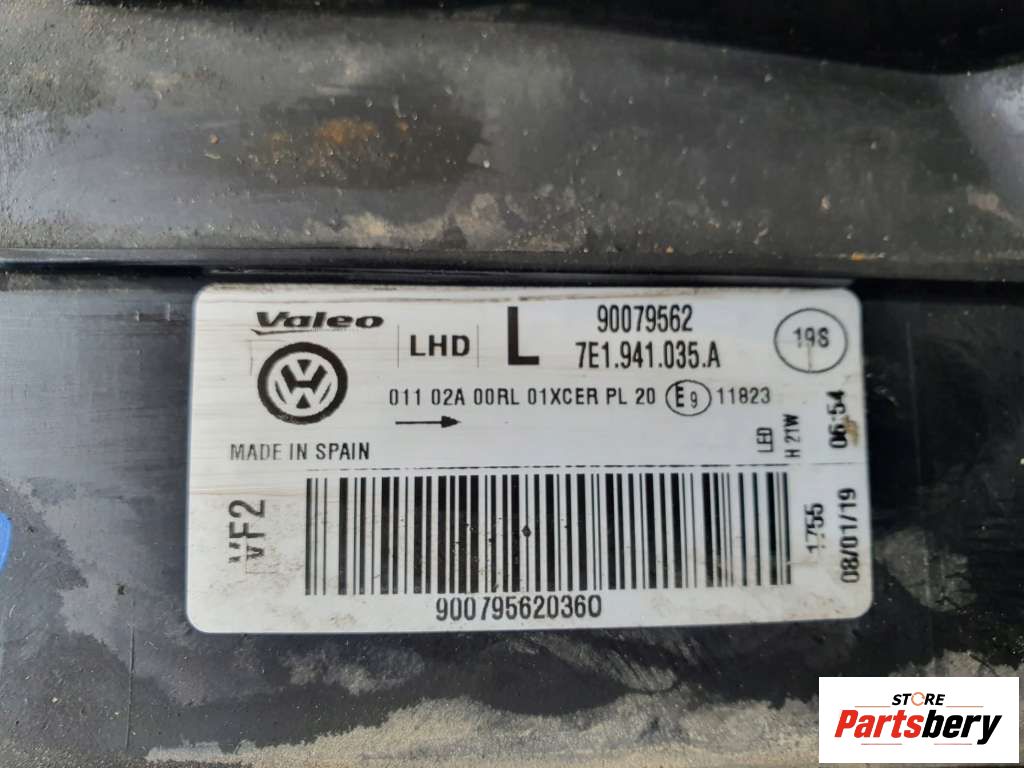 Valeo
LHD L
90079562
7E1.941.035.A
19S
011 02A 00RL 01XCER PL 20 E9 11823
MADE IN SPAIN
LED
H 21W
06:54
VF2
1755
08/01/19
900795620360
STORE
Partsbery